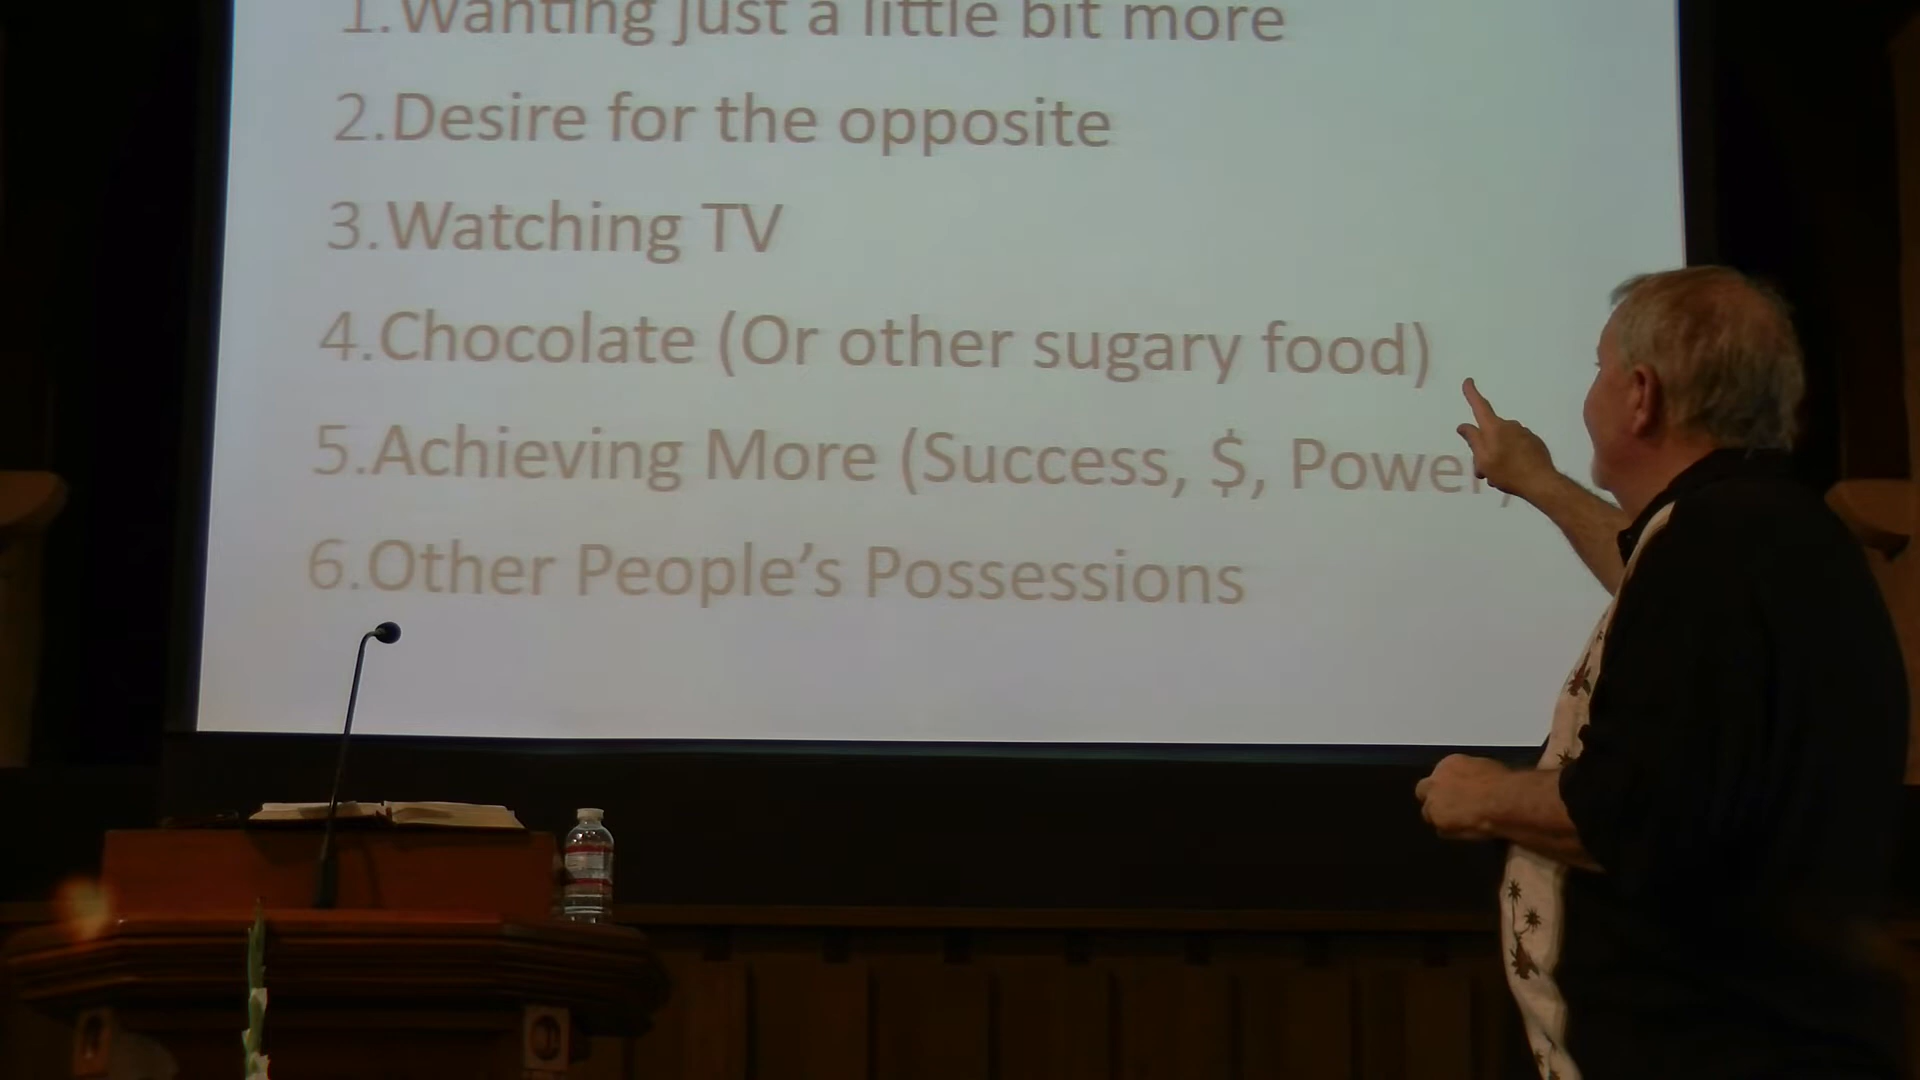 1.Wanting just a little bit more
2.Desire for the opposite
3.Watching TV
4.Chocolate (Or other sugary food)
5.Achieving More (Success, $, Power)
6.Other People’s Possessions